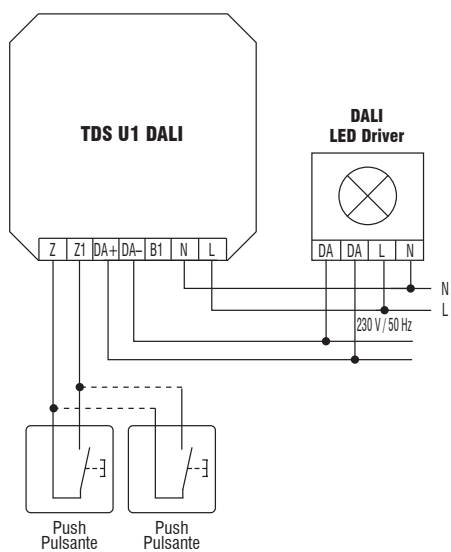 TDS U1 DALI
DALI
LED Driver
Z Z1 DA+ DA– B1 N L
DA DA L N
N
L
230 V / 50 Hz
Push
Pulsante
Push
Pulsante